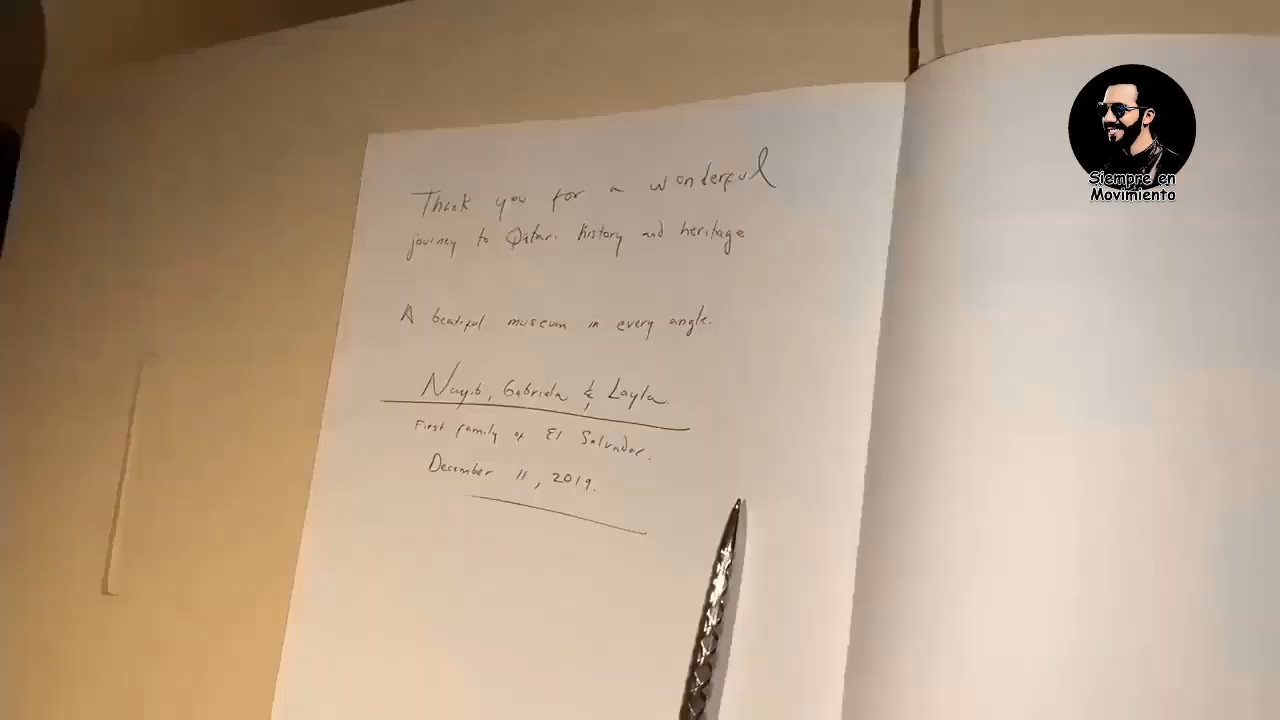 Thank you for a wonderful
journey to Qatari history and heritage
A beatiful museum in every angle.
Nayib, Gabriela & Layla
First family of El Salvador.
December 11, 2019.
Siempre en
Movimiento